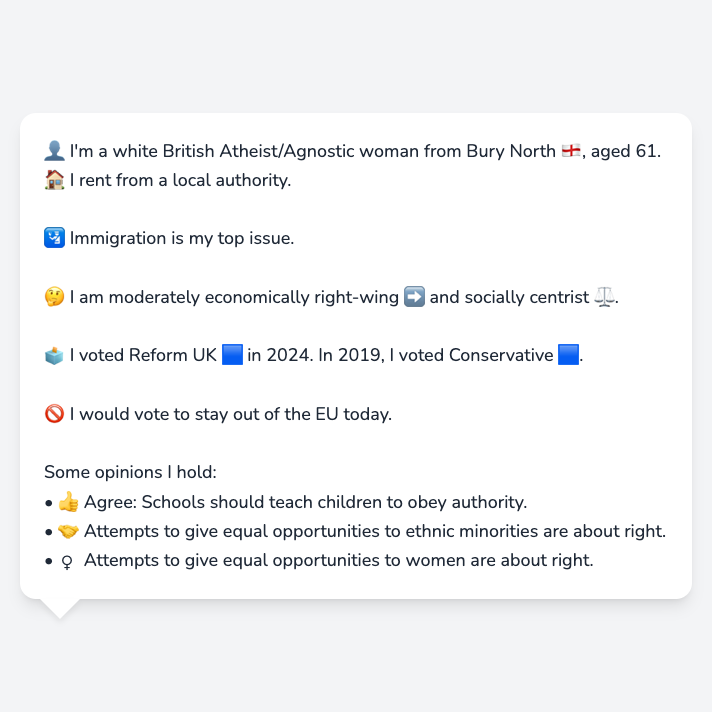 👤 I'm a white British Atheist/Agnostic woman from Bury North 🏴󠁧󠁢󠁥󠁮󠁧󠁿, aged 61.
🏠 I rent from a local authority.
🛂 Immigration is my top issue.
🤔 I am moderately economically right-wing ➡️ and socially centrist ⚖️.
🗳️ I voted Reform UK 🟦 in 2024. In 2019, I voted Conservative 🟦.
🚫 I would vote to stay out of the EU today.
Some opinions I hold:
• 👍 Agree: Schools should teach children to obey authority.
• 🤝 Attempts to give equal opportunities to ethnic minorities are about right.
• ♀ Attempts to give equal opportunities to women are about right.